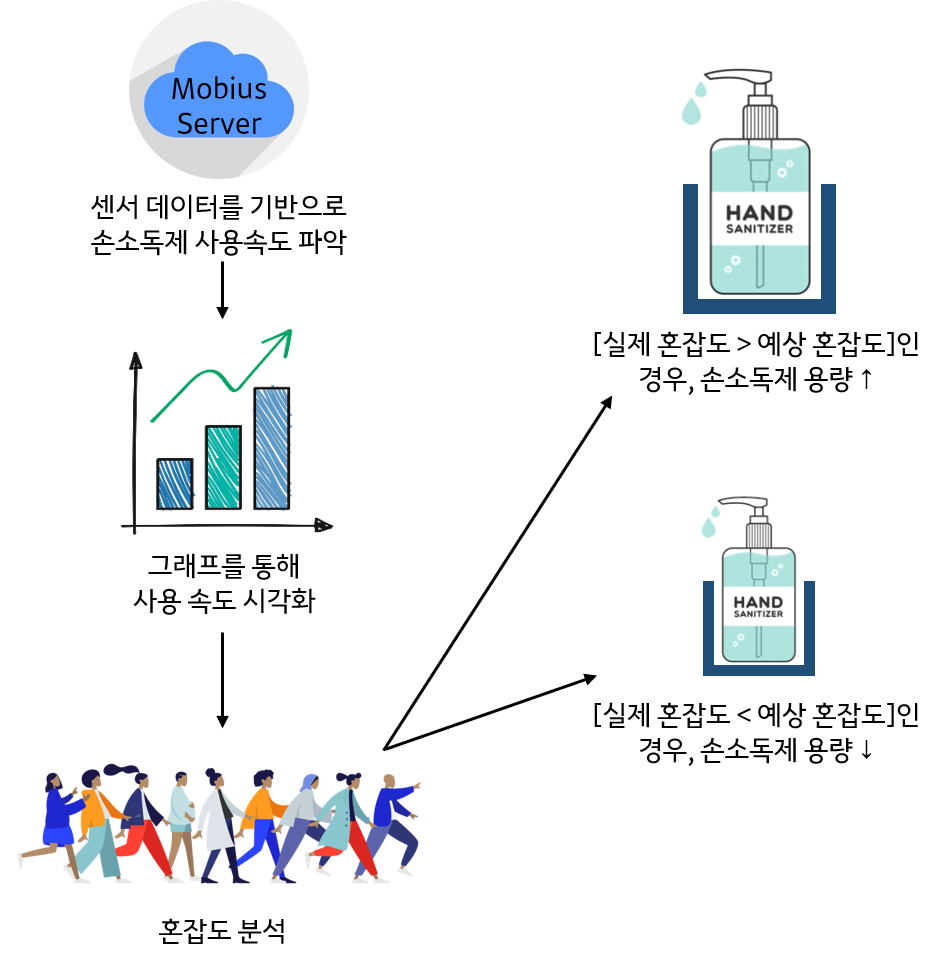 Mobius
Server
센서 데이터를 기반으로
손소독제 사용속도 파악
그래프를 통해
사용 속도 시각화
혼잡도 분석
HAND
SANITIZER
[실제 혼잡도 > 예상 혼잡도]인
경우, 손소독제 용량 ↑
HAND
SANITIZER
[실제 혼잡도 < 예상 혼잡도]인
경우, 손소독제 용량 ↓